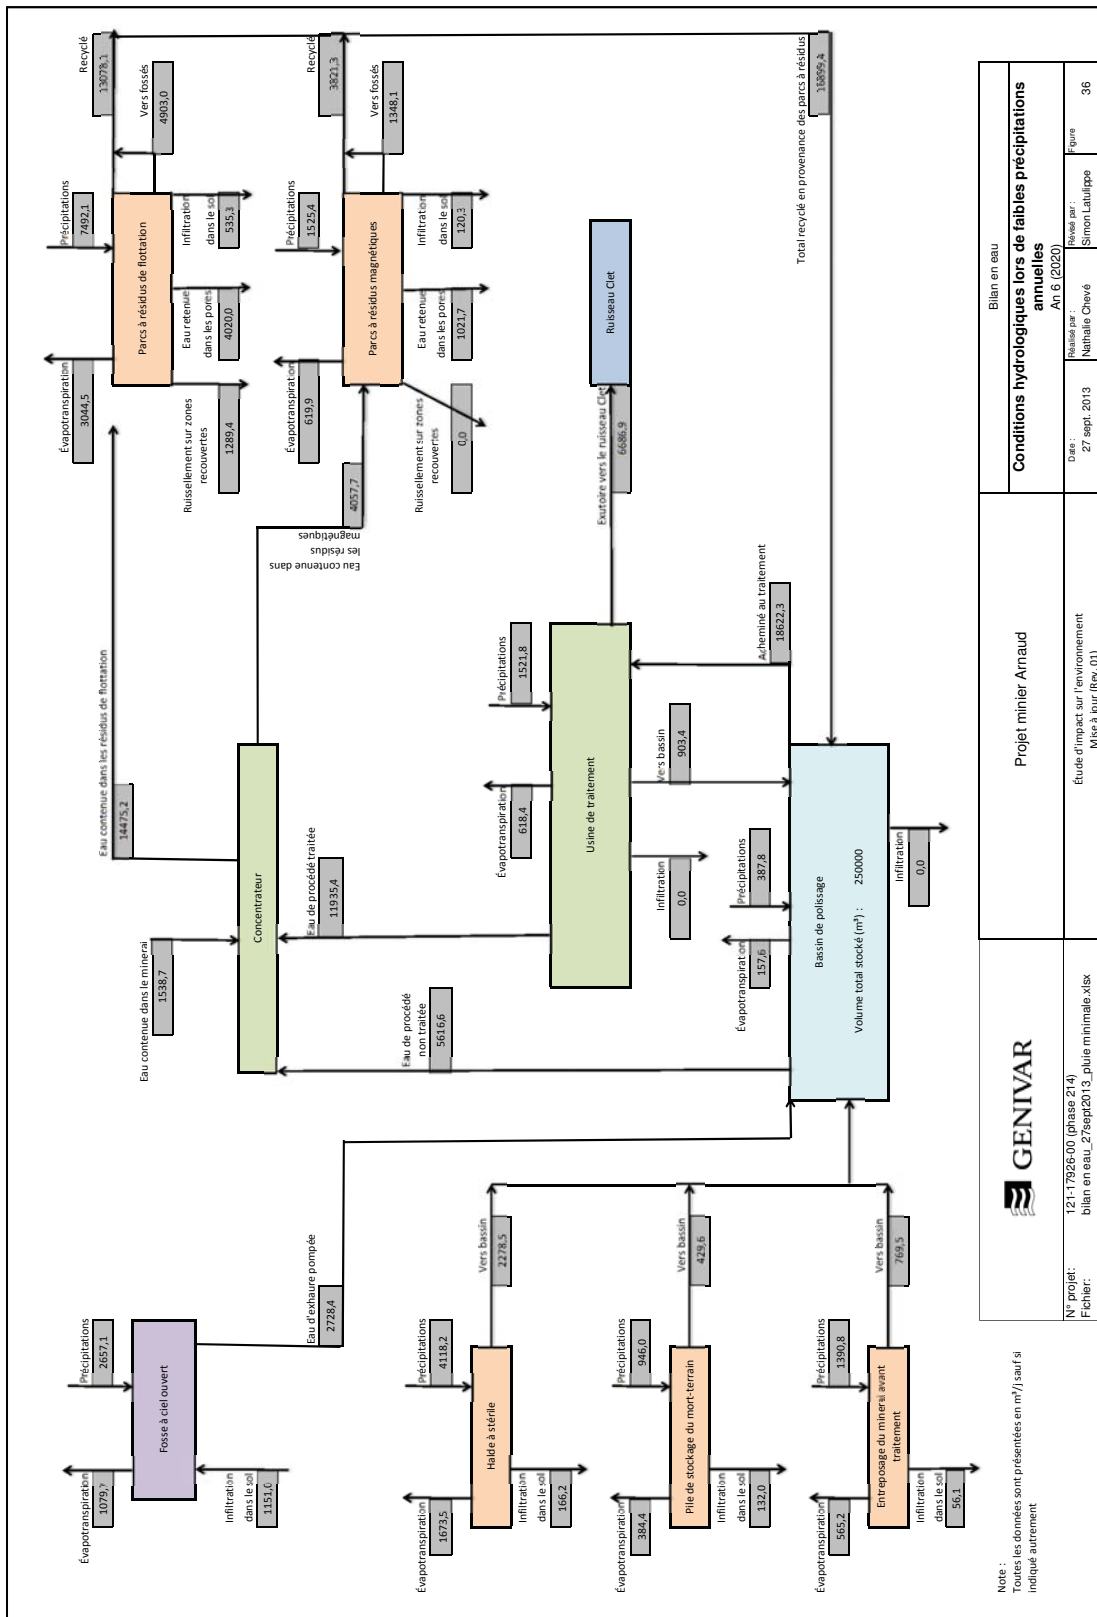 Évapotranspiration
1079,7
Précipitations
2657,1
Fosse à ciel ouvert
Infiltration
dans le sol
1151,0
Eau d'exhaure pompée
2728,4
Eau contenue dans le minerai
1538,7
Concentrateur
Eau de procédé
non traitée
5616,6
Eau de procédé traitée
11935,4
Eau contenue dans les résidus de flottation
14475,2
Eau contenue dans
les résidus
magnétiques
4057,7
Évapotranspiration
3044,5
Précipitations
7492,1
Recyclé
13078,1
Parcs à résidus de flottation
Vers fossés
4903,0
Ruissellement sur zones
recouvertes
1289,4
Eau retenue
dans les pores
4020,0
Infiltration
dans le sol
535,3
Évapotranspiration
619,9
Précipitations
1525,4
Recyclé
3821,3
Parcs à résidus magnétiques
Vers fossés
1348,1
Ruissellement sur zones
recouvertes
0,0
Eau retenue
dans les pores
1021,7
Infiltration
dans le sol
120,3
Évapotranspiration
1673,5
Précipitations
4118,2
Halde à stérile
Vers bassin
2278,5
Infiltration
dans le sol
166,2
Évapotranspiration
384,4
Précipitations
946,0
Pile de stockage du mort-terrain
Vers bassin
429,6
Infiltration
dans le sol
132,0
Évapotranspiration
565,2
Précipitations
1390,8
Entreposage du minerai avant
traitement
Vers bassin
769,5
Infiltration
dans le sol
56,1
Évapotranspiration
618,4
Précipitations
1521,8
Usine de traitement
Infiltration
0,0
Vers bassin
903,4
Acheminé au traitement
18622,3
Exutoire vers le ruisseau Clet
6686,9
Ruisseau Clet
Évapotranspiration
157,6
Précipitations
387,8
Bassin de polissage
Volume total stocké (m³) : 250000
Infiltration
0,0
Total recyclé en provenance des parcs à résidus
16899,4
Note :
Toutes les données sont présentées en m³/j sauf si
indiqué autrement
GENIVAR
N° projet: 121-17926-00 (phase 214)
Fichier: bilan en eau_27sept2013_pluie minimale.xlsx
Projet minier Arnaud
Étude d'impact sur l'environnement
Mise à jour (Rev. 01)
Bilan en eau
Conditions hydrologiques lors de faibles précipitations
annuelles
An 6 (2020)
Date : 27 sept. 2013
Réalisé par : Nathalie Chevé
Révisé par : Simon Latulippe
Figure 36